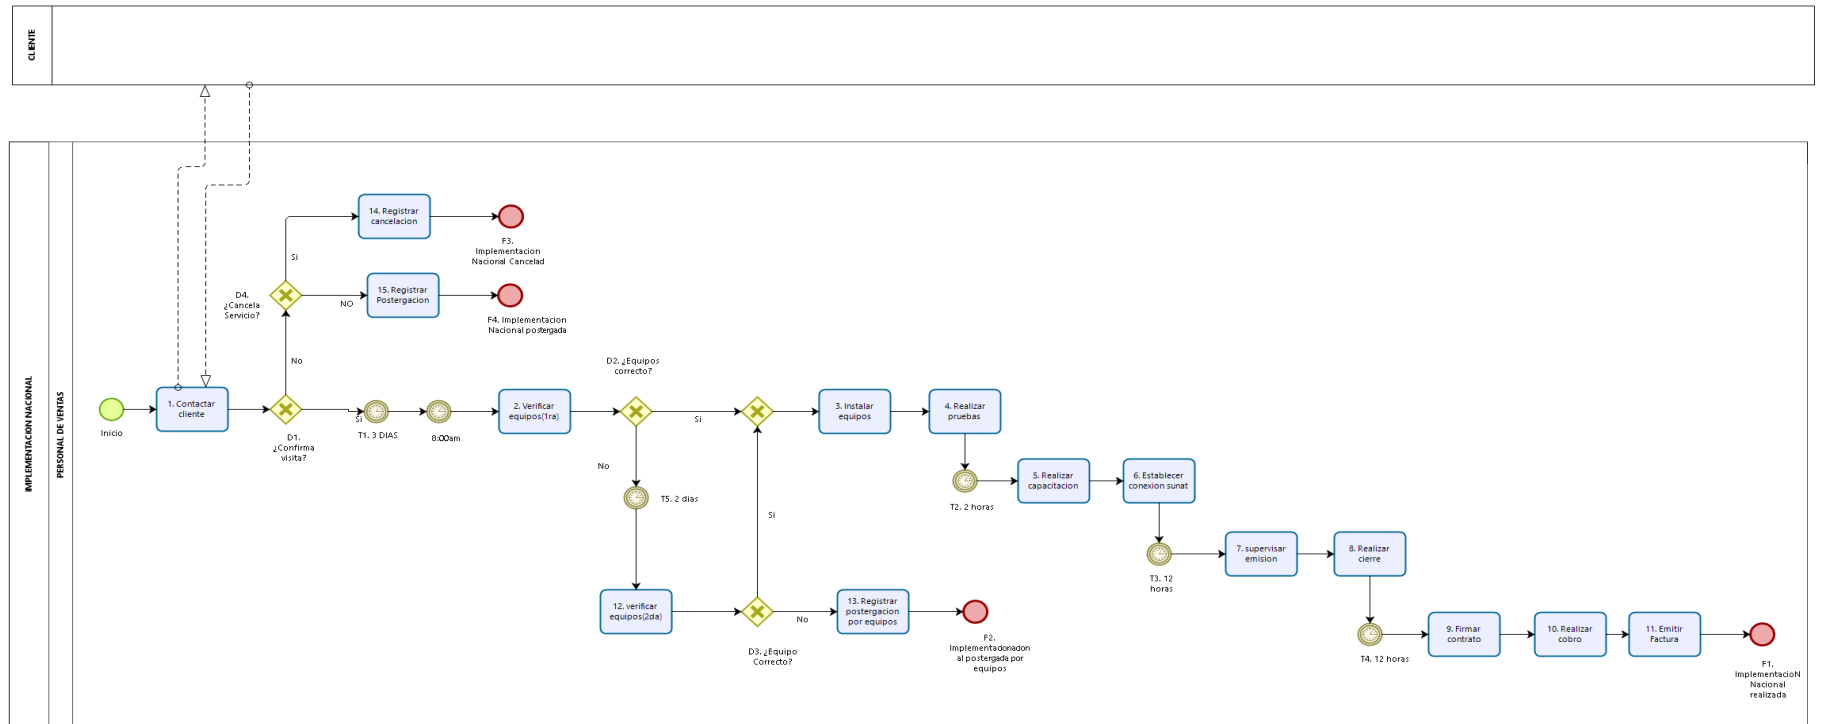 CLIENTE
IMPLEMENTACION NACIONAL
PERSONAL DE VENTAS
14. Registrar
cancelacion
F3.
Implementacion
Nacional Cancelad
Si
D4.
¿Cancela
Servicio?
NO
15. Registrar
Postergacion
F4. Implementacion
Nacional postergada
No
Inicio
1. Contactar
cliente
D1.
¿Confirma
visita?
Si
T1. 3 DIAS
8:00am
2. Verificar
equipos(1ra)
D2. ¿Equipos
correcto?
Si
No
T5. 2 dias
12. verificar
equipos(2da)
Si
D3. ¿Equipo
Correcto?
No
13. Registrar
postergacion
por equipos
F2.
Implementadonadon
al postergada por
equipos
3. Instalar
equipos
4. Realizar
pruebas
T2. 2 horas
5. Realizar
capacitacion
6. Establecer
conexion sunat
T3. 12
horas
7. supervisar
emision
8. Realizar
cierre
T4. 12 horas
9. Firmar
contrato
10. Realizar
cobro
11. Emitir
Factura
F1.
ImplementacioN
Nacional
realizada